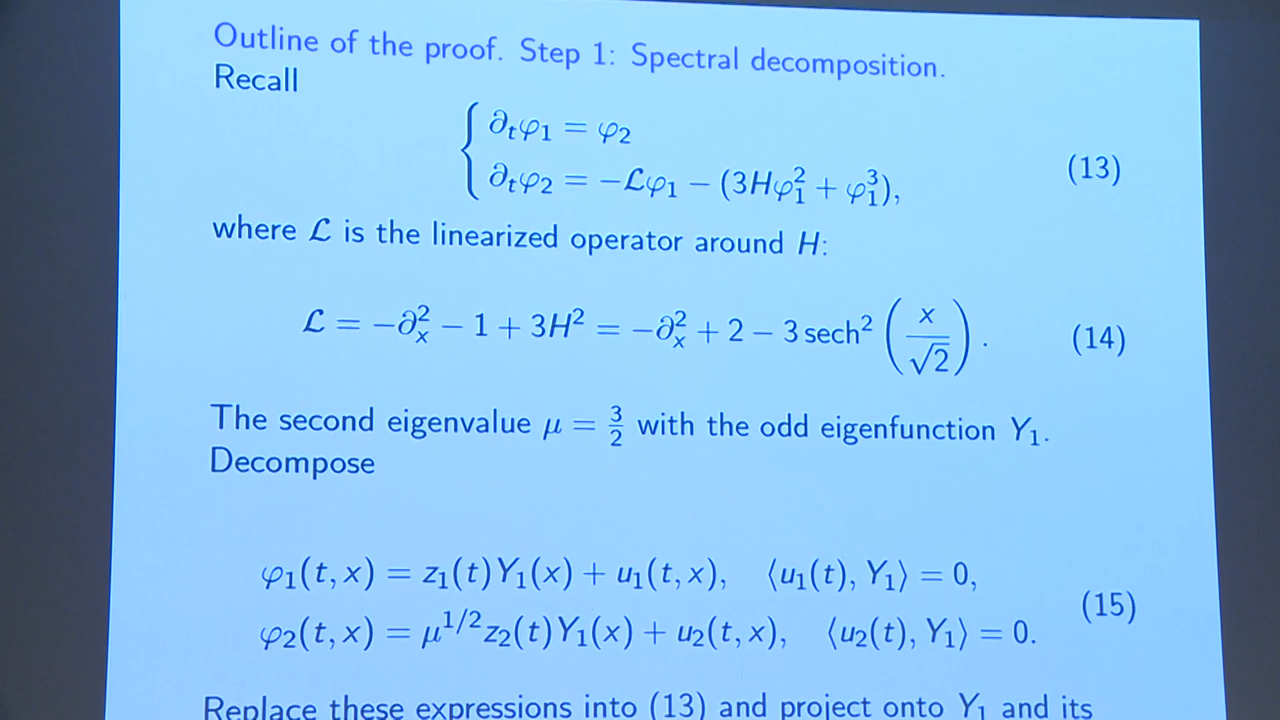 Outline of the proof. Step 1: Spectral decomposition.
Recall
∂ₜφ₁ = φ₂
∂ₜφ₂ = −ℒφ₁ − (3Hφ₁² + φ₁³), (13)
where ℒ is the linearized operator around H:
ℒ = −∂ₓ² − 1 + 3H² = −∂ₓ² + 2 − 3 sech² (x/√2). (14)
The second eigenvalue μ = 3/2 with the odd eigenfunction Y₁.
Decompose
φ₁(t, x) = z₁(t)Y₁(x) + u₁(t, x), ⟨u₁(t), Y₁⟩ = 0,
φ₂(t, x) = μ^{1/2}z₂(t)Y₁(x) + u₂(t, x), ⟨u₂(t), Y₁⟩ = 0. (15)
Replace these expressions into (13) and project onto Y₁ and its